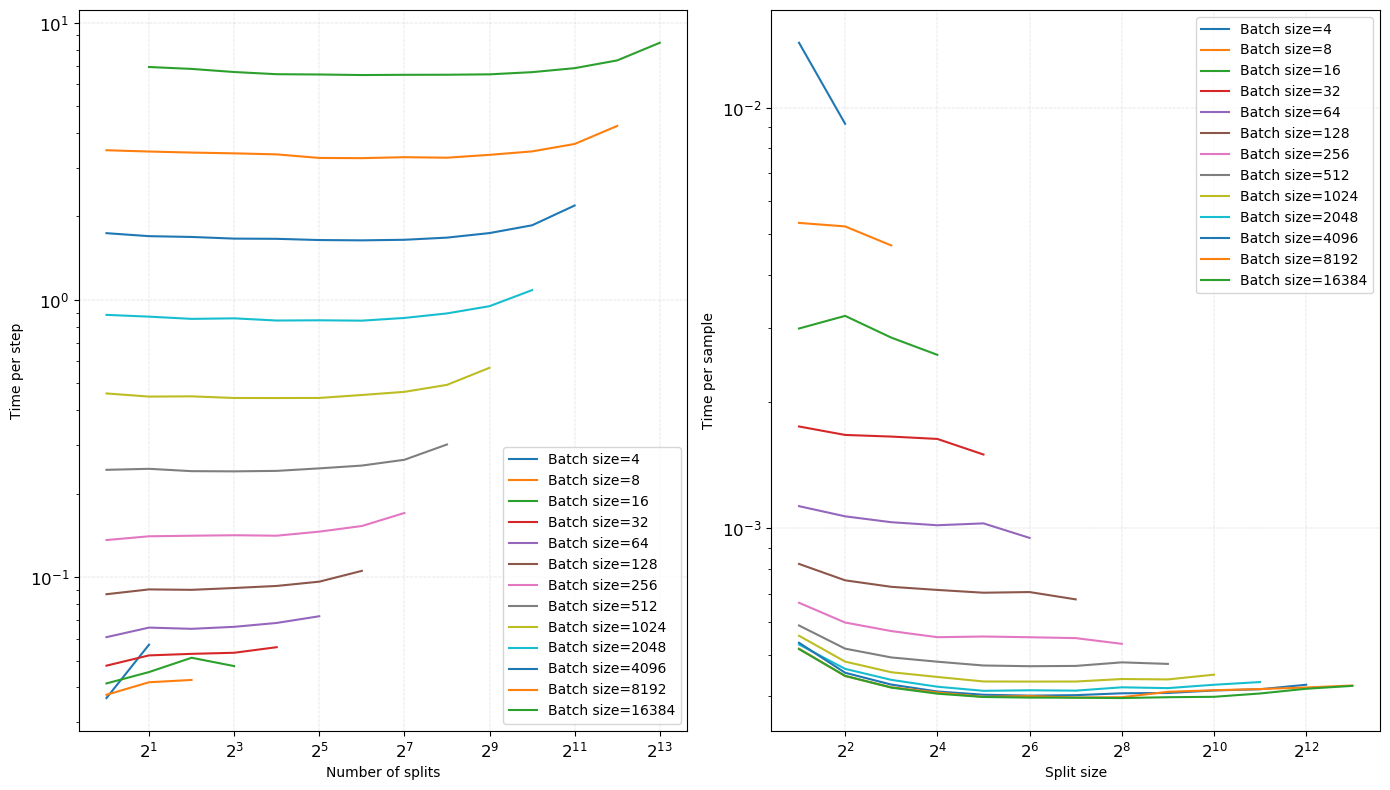 10^1
10^0
10^-1
Time per step
2^1
2^3
2^5
2^7
2^9
2^11
2^13
Number of splits
Batch size=4
Batch size=8
Batch size=16
Batch size=32
Batch size=64
Batch size=128
Batch size=256
Batch size=512
Batch size=1024
Batch size=2048
Batch size=4096
Batch size=8192
Batch size=16384
10^-2
10^-3
Time per sample
2^2
2^4
2^6
2^8
2^10
2^12
Split size
Batch size=4
Batch size=8
Batch size=16
Batch size=32
Batch size=64
Batch size=128
Batch size=256
Batch size=512
Batch size=1024
Batch size=2048
Batch size=4096
Batch size=8192
Batch size=16384